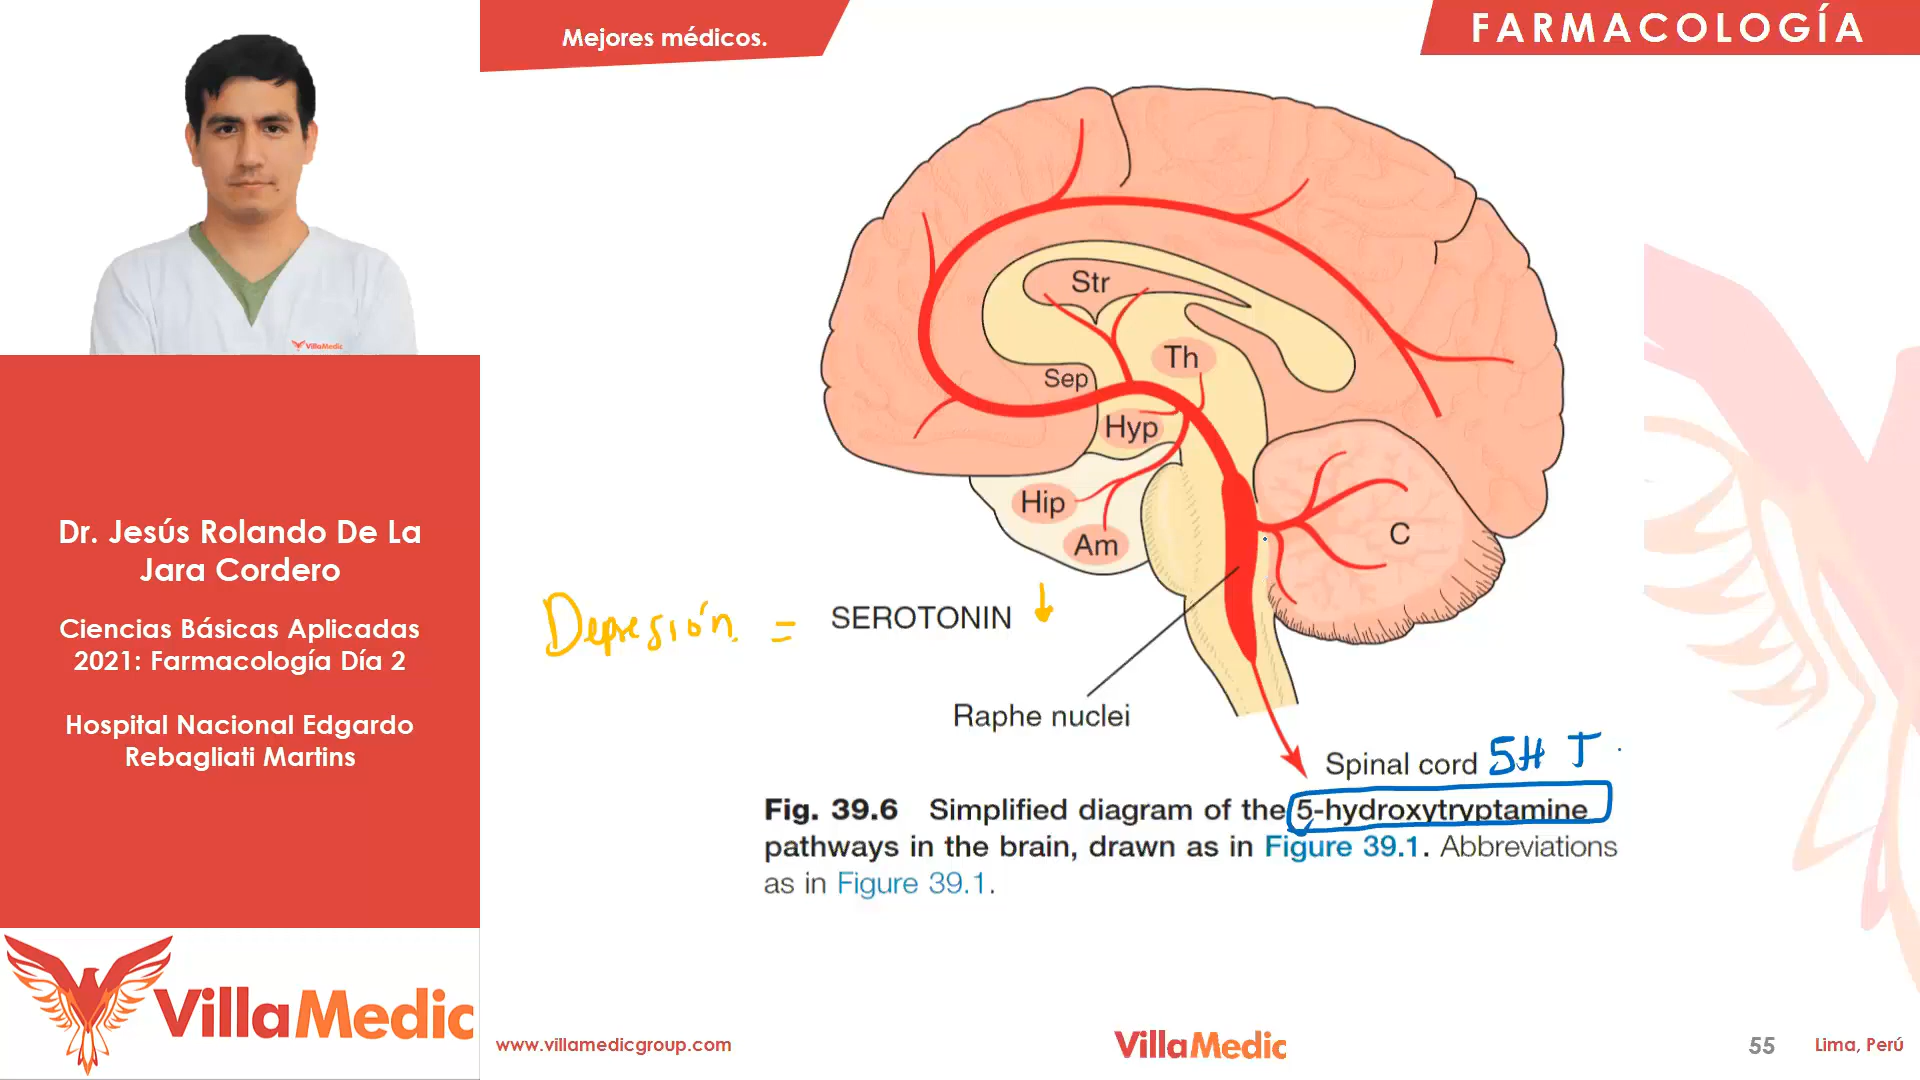 Mejores médicos.
FARMACOLOGÍA
VillaMedic
Dr. Jesús Rolando De La
Jara Cordero
Ciencias Básicas Aplicadas
2021: Farmacología Día 2
Hospital Nacional Edgardo
Rebagliati Martins
VillaMedic
Str
Th
Sep
Hyp
Hip
Am
C
Depresión. = SEROTONIN ↓
Raphe nuclei
Spinal cord 5H T
Fig. 39.6 Simplified diagram of the 5-hydroxytryptamine
pathways in the brain, drawn as in Figure 39.1. Abbreviations
as in Figure 39.1.
www.villamedicgroup.com
VillaMedic
55
Lima, Perú